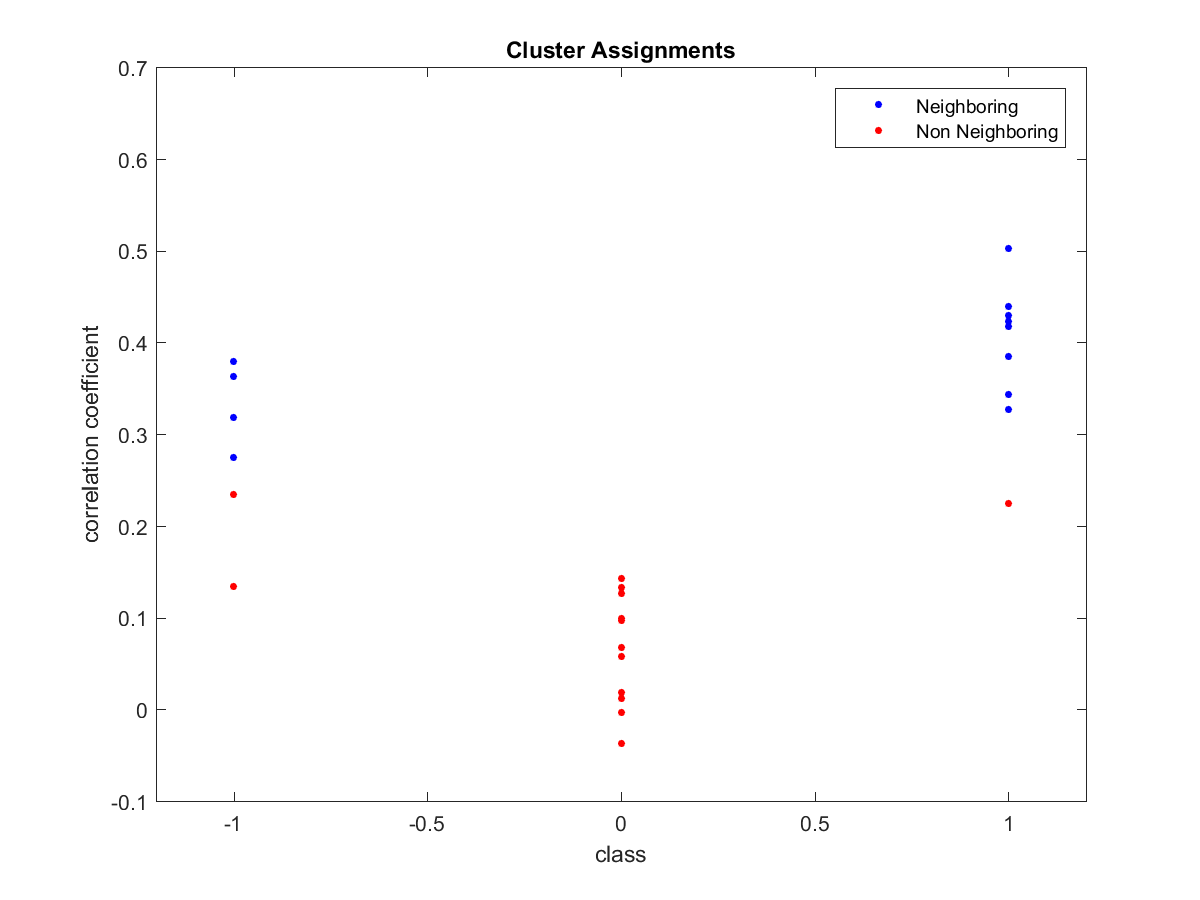 Cluster Assignments
0.7
0.6
0.5
0.4
0.3
0.2
0.1
0
-0.1
correlation coefficient
Neighboring
Non Neighboring
-1 -0.5 0 0.5 1
class